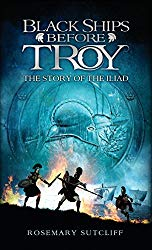 BLACK SHIPS
BEFORE
TROY
THE STORY OF THE ILIAD
ROSEMARY SUTCLIFF